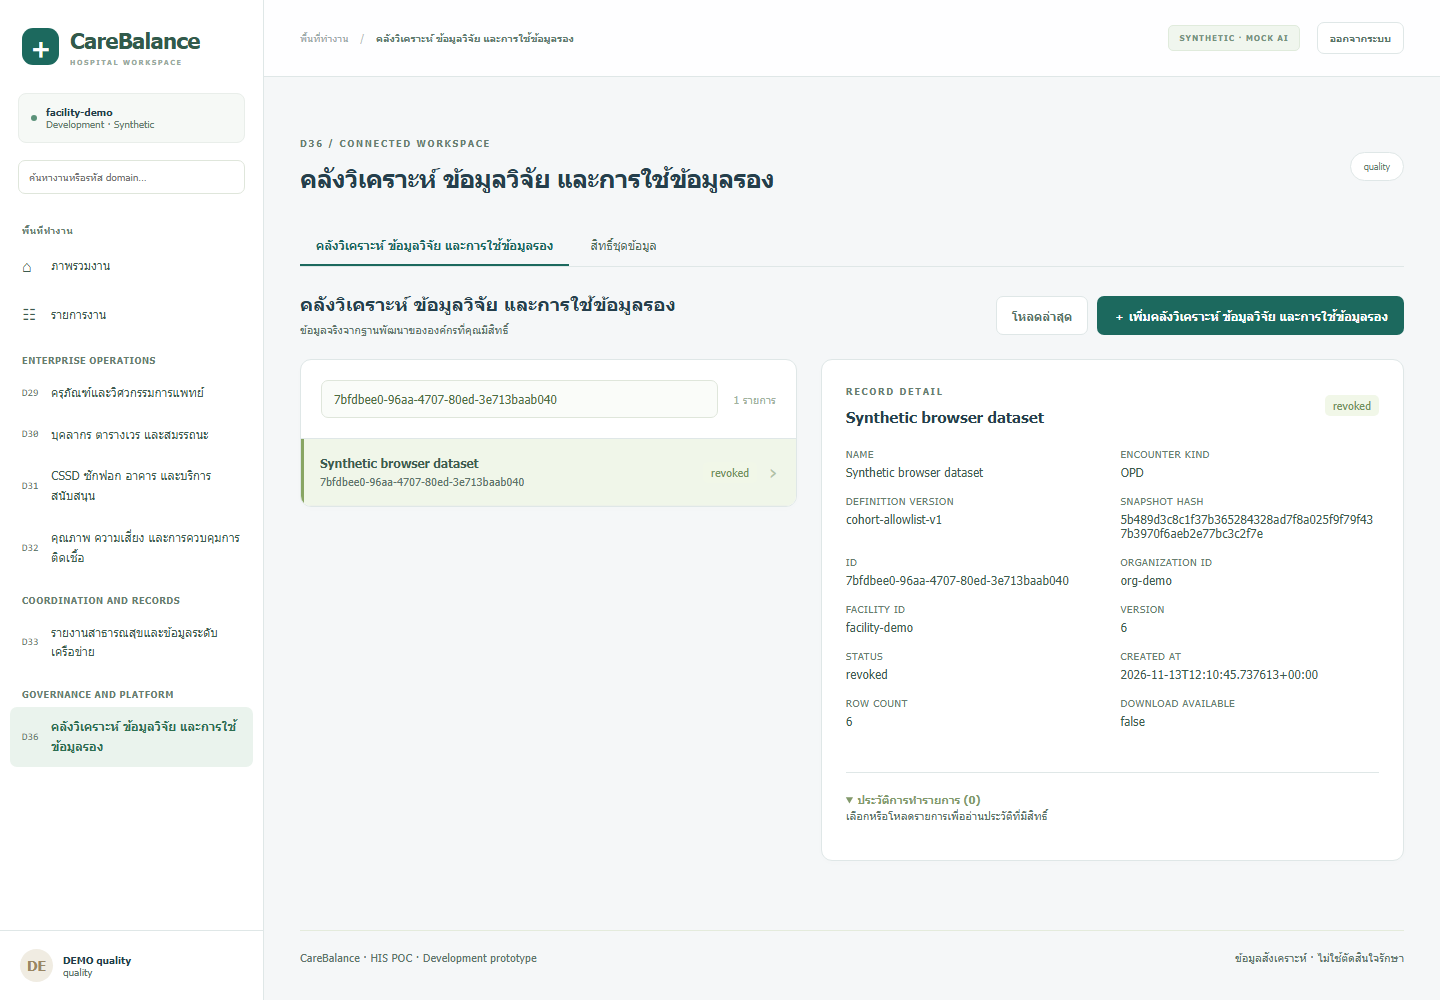 CareBalance
HOSPITAL WORKSPACE
facility-demo
Development · Synthetic
ค้นหางานหรือรหัส domain...
พื้นที่ทำงาน
ภาพรวมงาน
รายการงาน
ENTERPRISE OPERATIONS
D29 ครุภัณฑ์และวิศวกรรมการแพทย์
D30 บุคลากร ตารางเวร และสมรรถนะ
D31 CSSD ซักฟอก อาคาร และบริการ
สนับสนุน
D32 คุณภาพ ความเสี่ยง และการควบคุมการ
ติดเชื้อ
COORDINATION AND RECORDS
D33 รายงานสาธารณสุขและข้อมูลระดับ
เครือข่าย
GOVERNANCE AND PLATFORM
D36 คลังวิเคราะห์ ข้อมูลวิจัย และการใช้
ข้อมูลรอง
DE
DEMO quality
quality
พื้นที่ทำงาน / คลังวิเคราะห์ ข้อมูลวิจัย และการใช้ข้อมูลรอง
SYNTHETIC · MOCK AI
ออกจากระบบ
D36 / CONNECTED WORKSPACE
คลังวิเคราะห์ ข้อมูลวิจัย และการใช้ข้อมูลรอง
quality
คลังวิเคราะห์ ข้อมูลวิจัย และการใช้ข้อมูลรอง
สิทธิ์ชุดข้อมูล
คลังวิเคราะห์ ข้อมูลวิจัย และการใช้ข้อมูลรอง
ข้อมูลจริงจากฐานพัฒนาขององค์กรที่คุณมีสิทธิ์
โหลดล่าสุด
+ เพิ่มคลังวิเคราะห์ ข้อมูลวิจัย และการใช้ข้อมูลรอง
7bfdbee0-96aa-4707-80ed-3e713baab040
1 รายการ
Synthetic browser dataset
7bfdbee0-96aa-4707-80ed-3e713baab040
revoked
RECORD DETAIL
Synthetic browser dataset
revoked
NAME
Synthetic browser dataset
ENCOUNTER KIND
OPD
DEFINITION VERSION
cohort-allowlist-v1
SNAPSHOT HASH
5b489d3c8c1f37b365284328ad7f8a025f9f79f43
7b3970f6aeb2e77bc3c2f7e
ID
7bfdbee0-96aa-4707-80ed-3e713baab040
ORGANIZATION ID
org-demo
FACILITY ID
facility-demo
VERSION
6
STATUS
revoked
CREATED AT
2026-11-13T12:10:45.737613+00:00
ROW COUNT
6
DOWNLOAD AVAILABLE
false
▼ ประวัติการทำรายการ (0)
เลือกหรือโหลดรายการเพื่ออ่านประวัติที่มีสิทธิ์
CareBalance · HIS POC · Development prototype
ข้อมูลสังเคราะห์ · ไม่ใช้ตัดสินใจรักษา